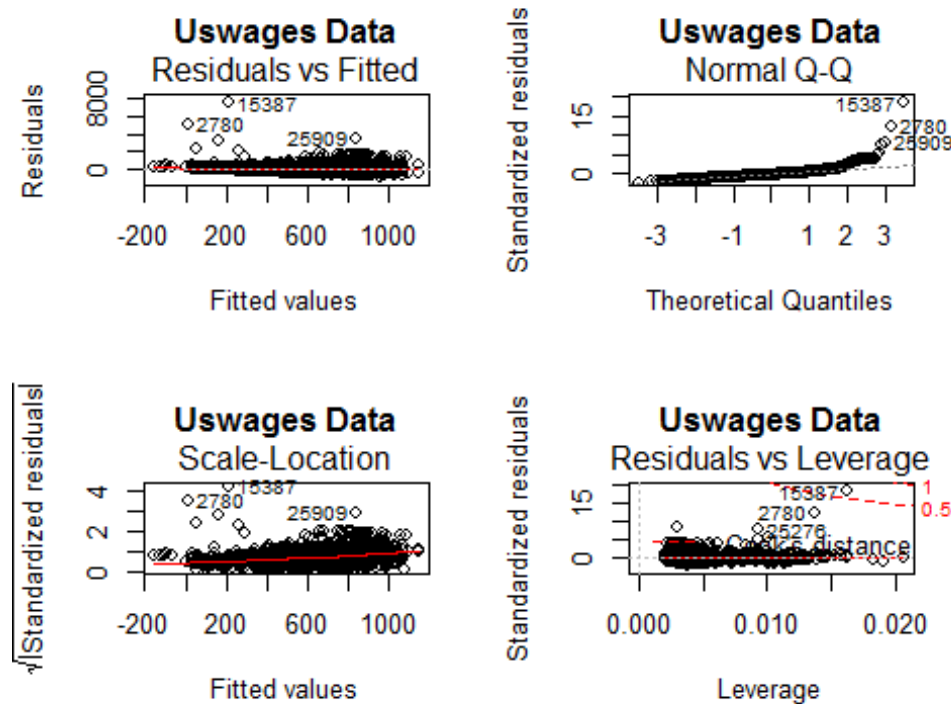 Uswages Data
Residuals vs Fitted
Residuals
0 8000
15387
2780
25909
-200 200 600 1000
Fitted values
Uswages Data
Normal Q-Q
Standardized residuals
0 15
15387
2780
25909
-3 -1 1 2 3
Theoretical Quantiles
Uswages Data
Scale-Location
√|Standardized residuals|
0 2 4
15387
2780
25909
-200 200 600 1000
Fitted values
Uswages Data
Residuals vs Leverage
Standardized residuals
0 15
15387
2780
25276
distance
1
0.5
0.000 0.010 0.020
Leverage